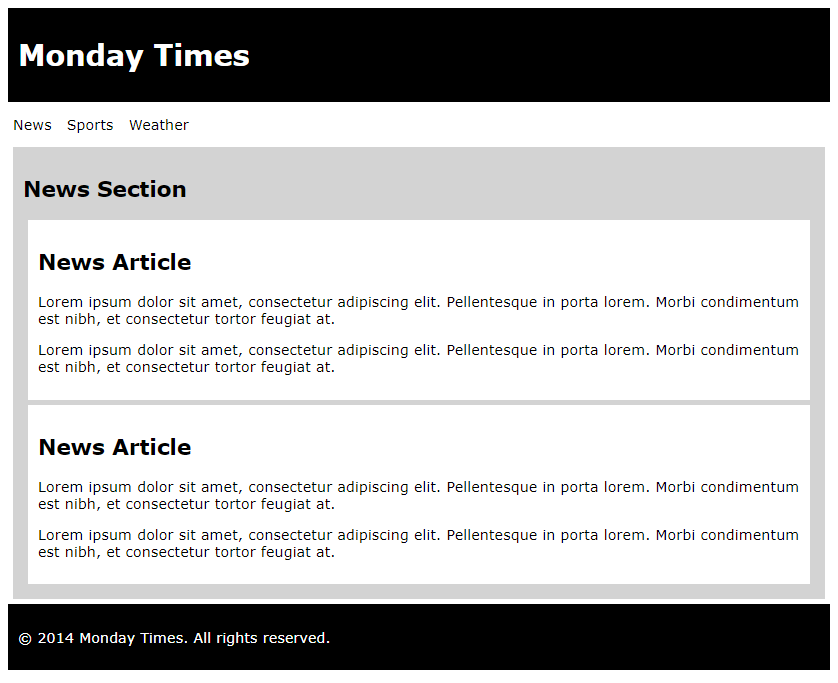 Monday Times
News Sports Weather
News Section
News Article
Lorem ipsum dolor sit amet, consectetur adipiscing elit. Pellentesque in porta lorem. Morbi condimentum
est nibh, et consectetur tortor feugiat at.
Lorem ipsum dolor sit amet, consectetur adipiscing elit. Pellentesque in porta lorem. Morbi condimentum
est nibh, et consectetur tortor feugiat at.
News Article
Lorem ipsum dolor sit amet, consectetur adipiscing elit. Pellentesque in porta lorem. Morbi condimentum
est nibh, et consectetur tortor feugiat at.
Lorem ipsum dolor sit amet, consectetur adipiscing elit. Pellentesque in porta lorem. Morbi condimentum
est nibh, et consectetur tortor feugiat at.
© 2014 Monday Times. All rights reserved.